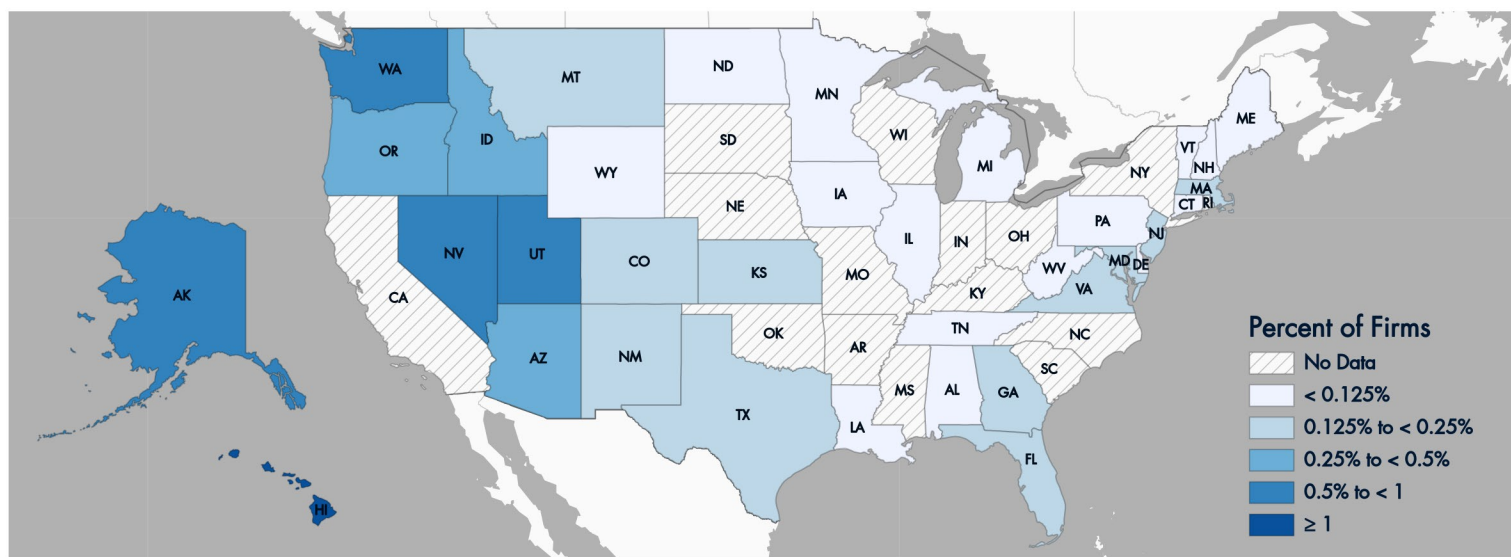 WA
MT
ND
MN
ME
OR
ID
SD
WI
VT
NH
WY
MI
NY
MA
CT
RI
NE
IA
PA
NJ
NV
UT
CO
IL
IN
OH
MD
DE
AK
CA
KS
MO
WV
VA
KY
AZ
NM
OK
AR
TN
NC
SC
TX
LA
MS
AL
GA
FL
HI
Percent of Firms
No Data
< 0.125%
0.125% to < 0.25%
0.25% to < 0.5%
0.5% to < 1
≥ 1